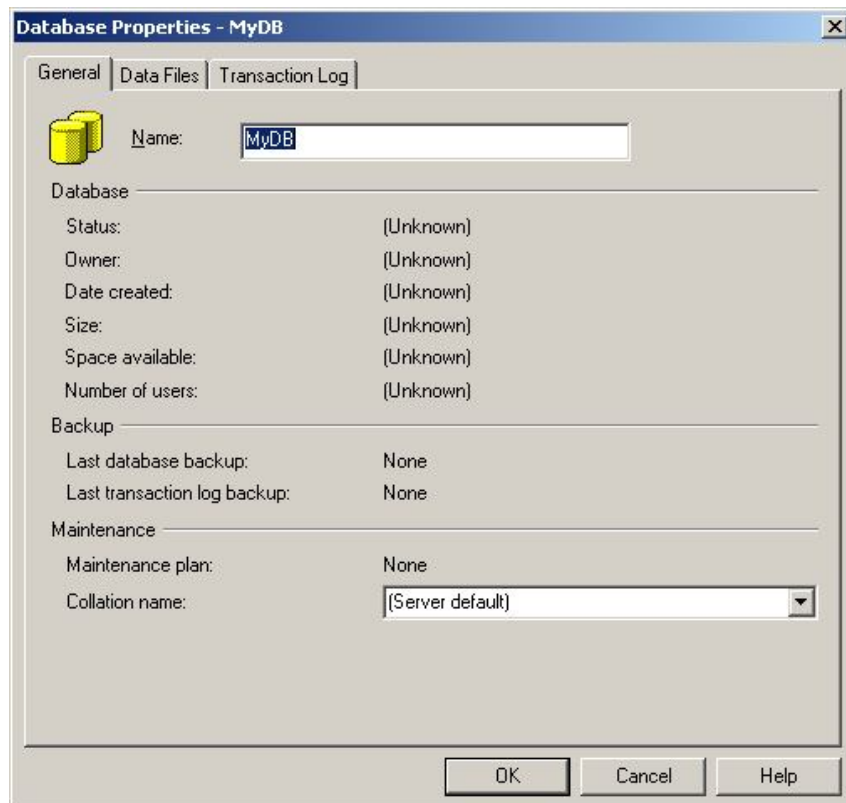 Database Properties - MyDB
General Data Files Transaction Log
Name: MyDB
Database
Status: (Unknown)
Owner: (Unknown)
Date created: (Unknown)
Size: (Unknown)
Space available: (Unknown)
Number of users: (Unknown)
Backup
Last database backup: None
Last transaction log backup: None
Maintenance
Maintenance plan: None
Collation name: (Server default)
OK Cancel Help